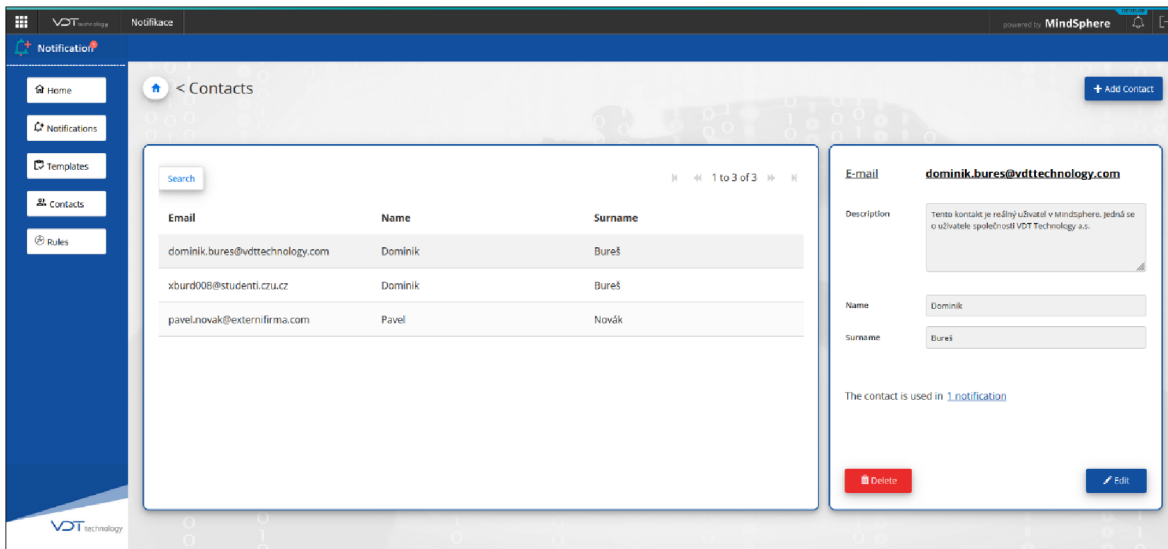 VDT technology Notifikace powered by MindSphere
Notification
Home
Notifications
Templates
Contacts
Rules
< Contacts
+ Add Contact
Search
1 to 3 of 3
Email Name Surname
dominik.bures@vdttechnology.com Dominik Bureš
xburd008@studenti.czu.cz Dominik Bureš
pavel.novak@externifirma.com Pavel Novák
E-mail dominik.bures@vdttechnology.com
Description Tento kontakt je reálný uživatel v MindSphere. Jedná se
o uživatele společnosti VDT Technology a.s.
Name Dominik
Surname Bureš
The contact is used in 1 notification
Delete
Edit
VDT technology